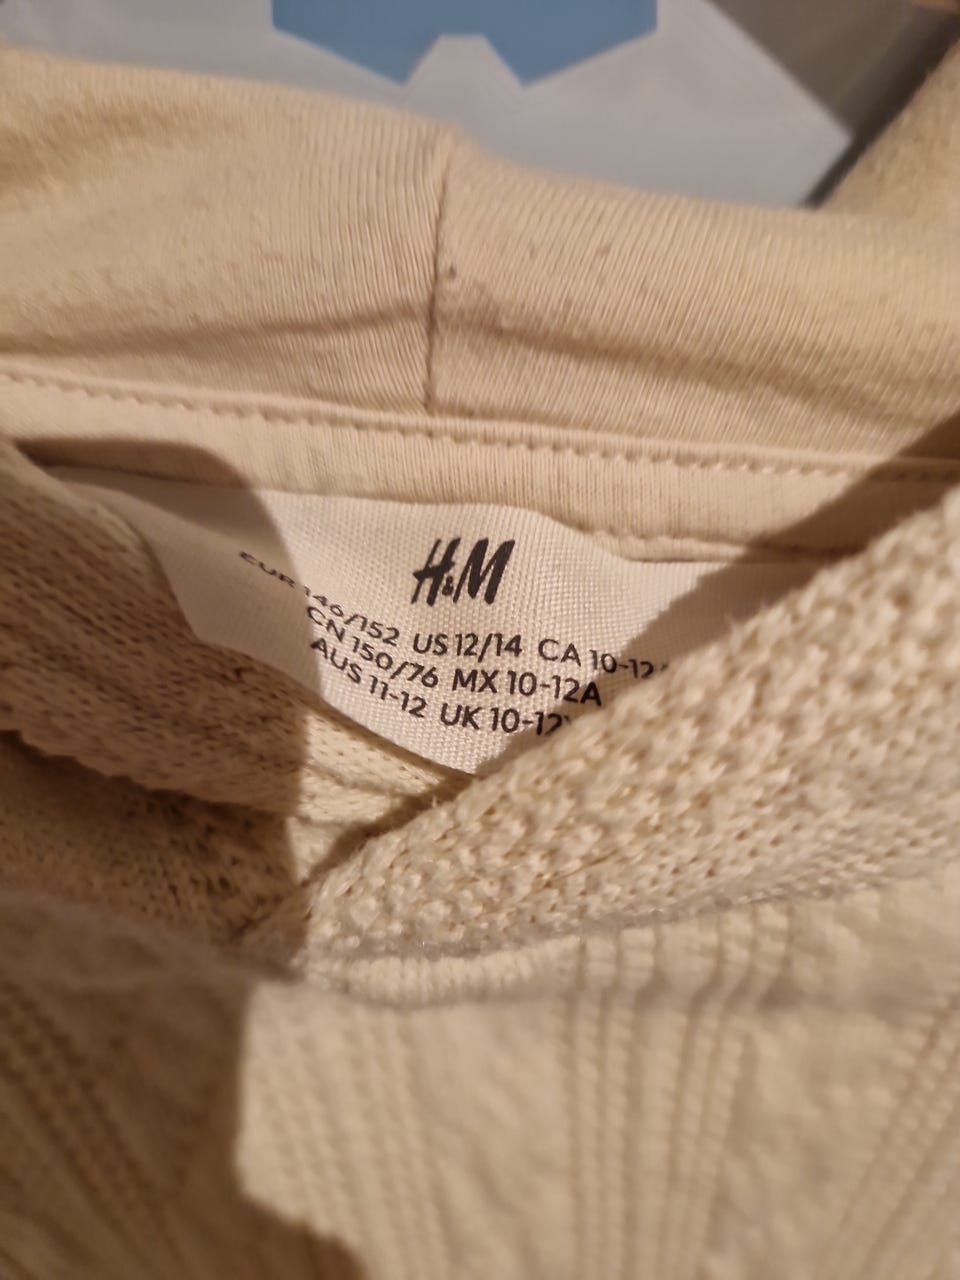 H&M
EUR 146/152 US 12/14 CA 10-12
CN 150/76 MX 10-12A
AUS 11-12 UK 10-12Y